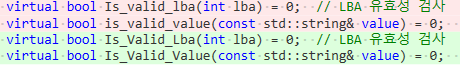 virtual bool Is_valid_lba(int lba) = 0;  // LBA 유효성 검사
virtual bool is_valid_value(const std::string& value) = 0;
virtual bool Is_Valid_Lba(int lba) = 0;  // LBA 유효성 검사
virtual bool Is_Valid_Value(const std::string& value) = 0;